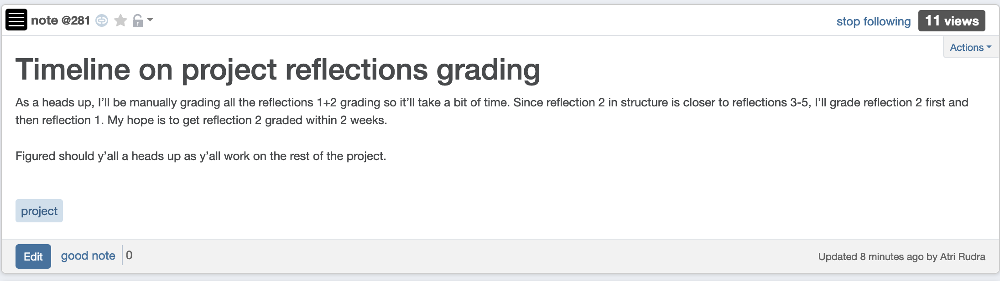 note @281
stop following
11 views
Actions
Timeline on project reflections grading
As a heads up, I’ll be manually grading all the reflections 1+2 grading so it’ll take a bit of time. Since reflection 2 in structure is closer to reflections 3-5, I’ll grade reflection 2 first and
then reflection 1. My hope is to get reflection 2 graded within 2 weeks.
Figured should y’all a heads up as y’all work on the rest of the project.
project
Edit
good note
0
Updated 8 minutes ago by Atri Rudra